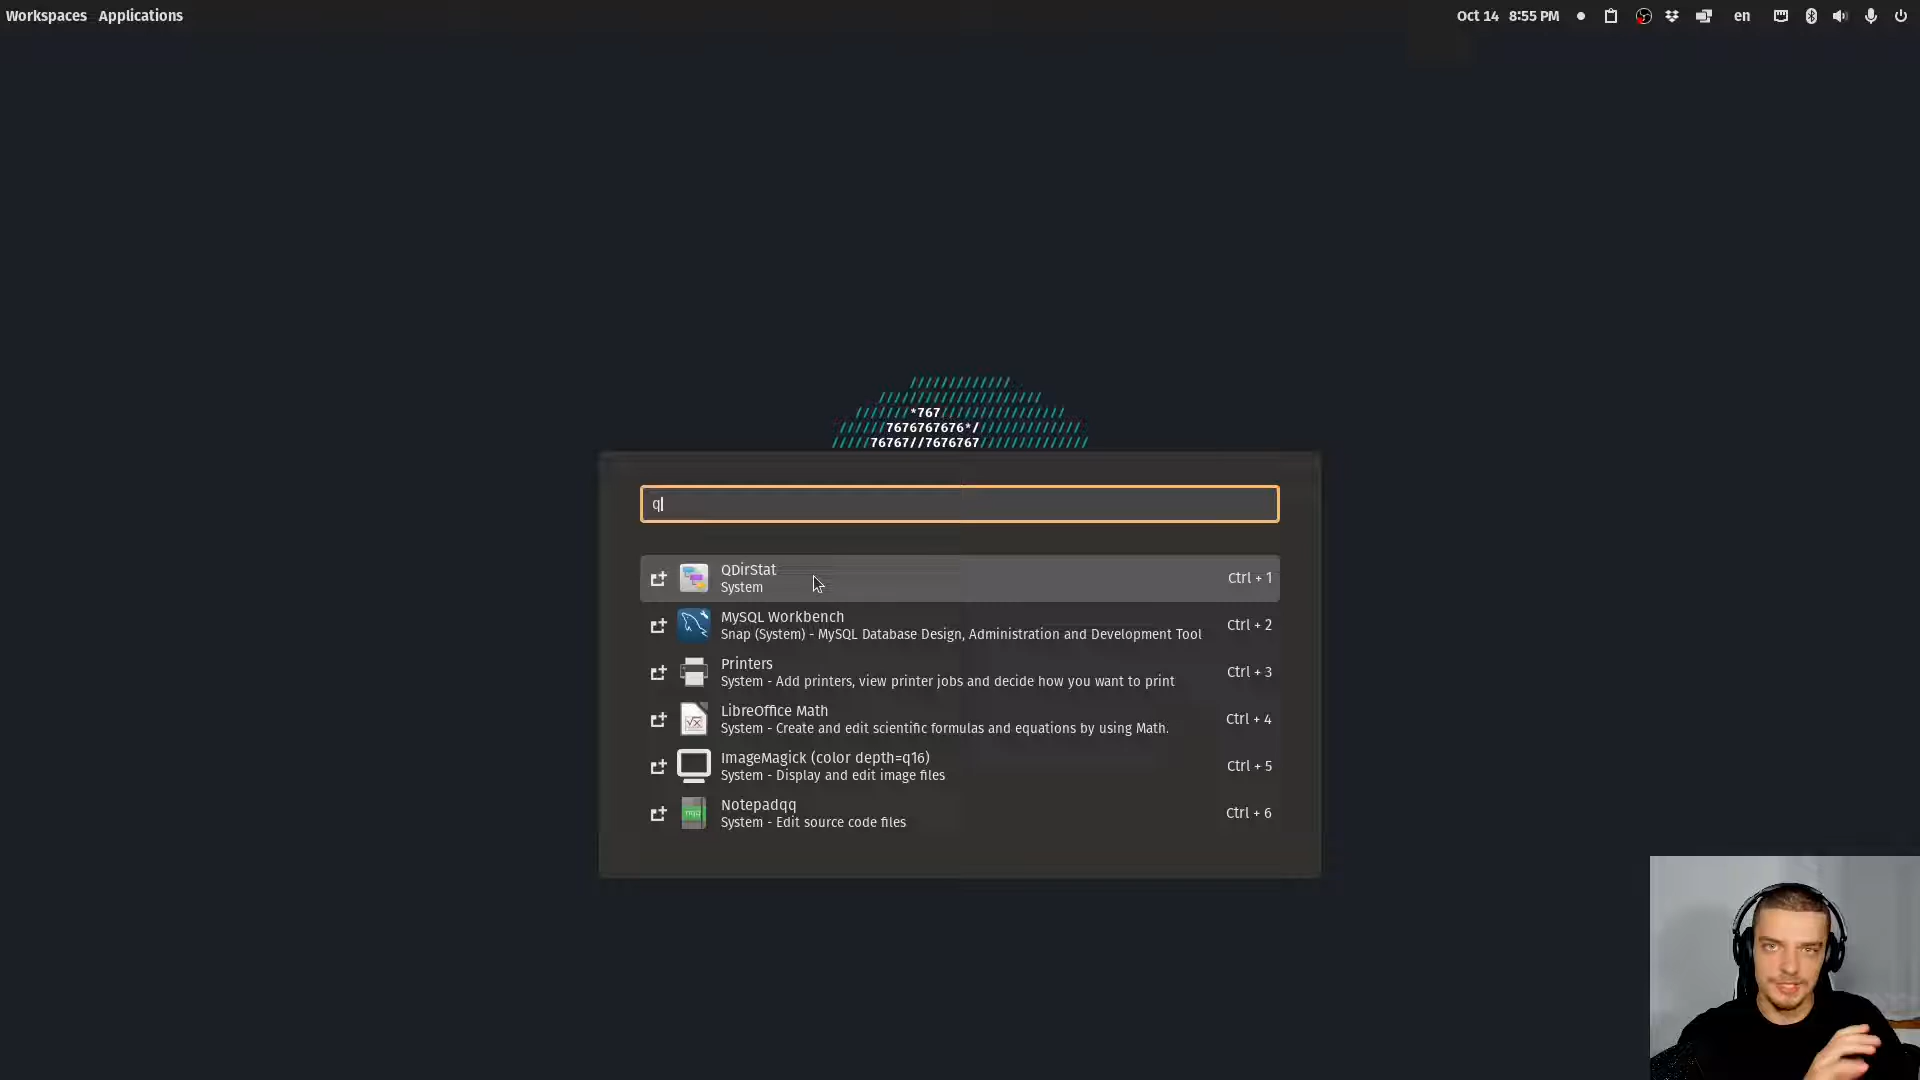 Workspaces Applications
Oct 14 8:55 PM
en
/////////////
/////////////////////
///////*767////////////////
//////7676767676*//////////////
/////76767//7676767//////////////
q
QDirStat
System
Ctrl + 1
MySQL Workbench
Snap (System) - MySQL Database Design, Administration and Development Tool
Ctrl + 2
Printers
System - Add printers, view printer jobs and decide how you want to print
Ctrl + 3
LibreOffice Math
System - Create and edit scientific formulas and equations by using Math.
Ctrl + 4
ImageMagick (color depth=q16)
System - Display and edit image files
Ctrl + 5
Notepadqq
System - Edit source code files
Ctrl + 6